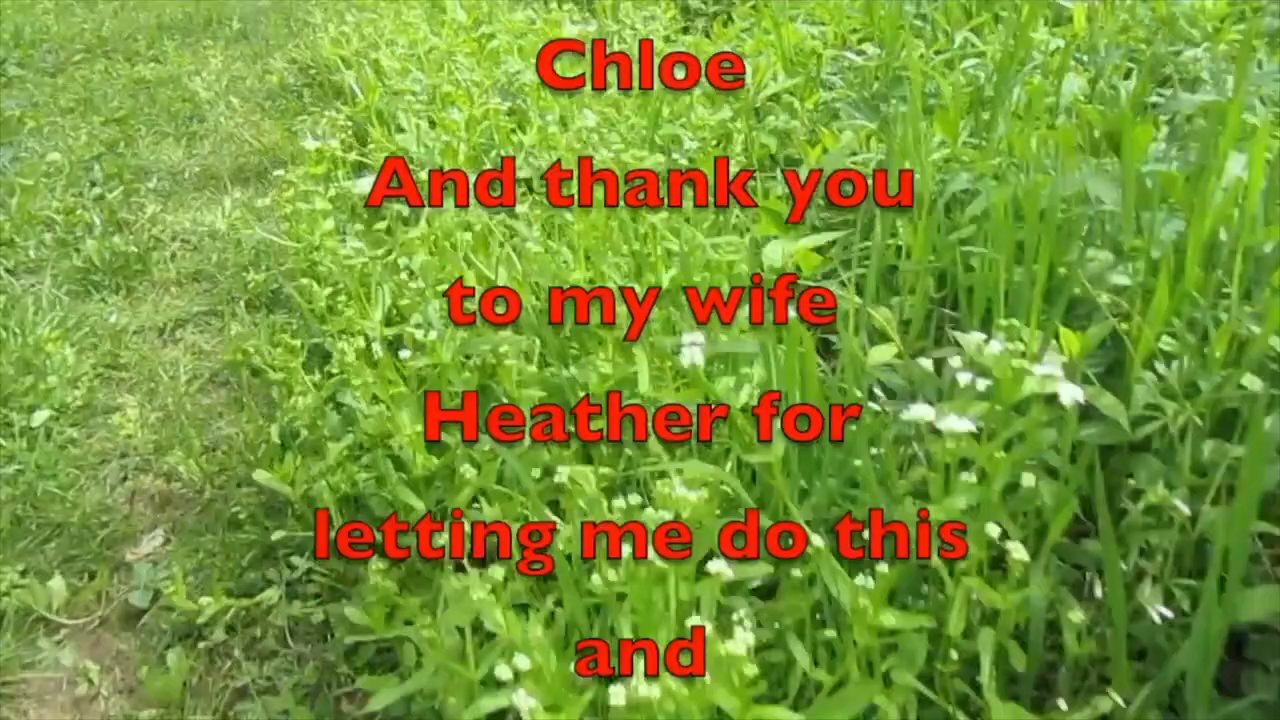 Chloe
And thank you
to my wife
Heather for
letting me do this
and